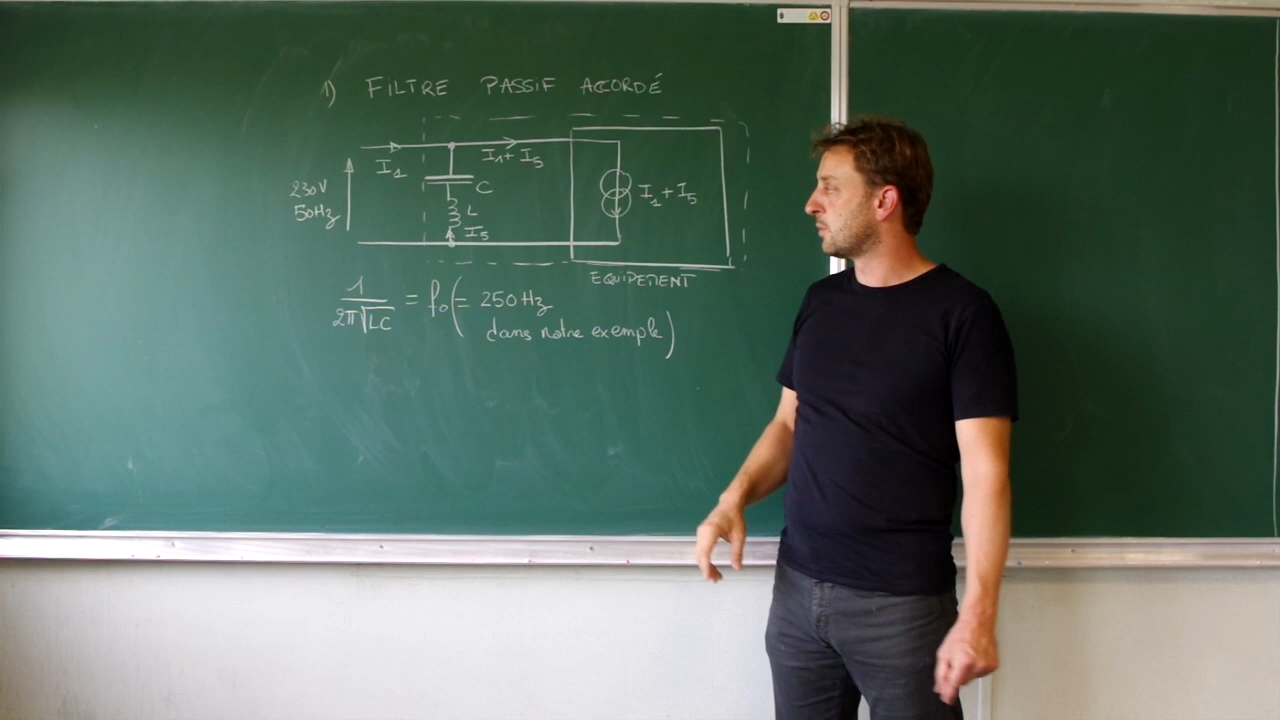 1) FILTRE PASSIF ACCORDÉ
I1
I1+ I5
230V
50Hz
C
L
I5
I1+I5
EQUIPEMENT
1/2π√LC = f0 (= 250 Hz
dans notre exemple)